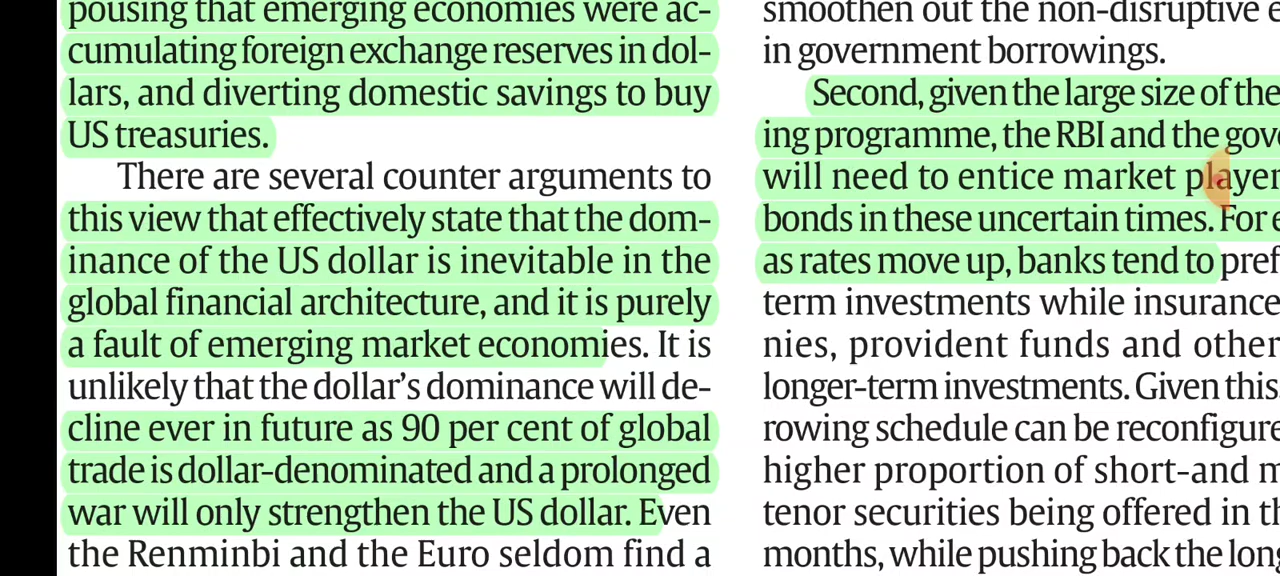 pousing that emerging economies were ac-
cumulating foreign exchange reserves in dol-
lars, and diverting domestic savings to buy
US treasuries.
There are several counter arguments to
this view that effectively state that the dom-
inance of the US dollar is inevitable in the
global financial architecture, and it is purely
a fault of emerging market economies. It is
unlikely that the dollar's dominance will de-
cline ever in future as 90 per cent of global
trade is dollar-denominated and a prolonged
war will only strengthen the US dollar. Even
the Renminbi and the Euro seldom find a
smoothen out the non-disruptive
in government borrowings.
Second, given the large size of the
ing programme, the RBI and the
will need to entice market
bonds in these uncertain times. For
as rates move up, banks tend to
term investments while insurance
nies, provident funds and other
longer-term investments. Given this
rowing schedule can be
higher proportion of short-and
tenor securities being offered in
months, while pushing back the